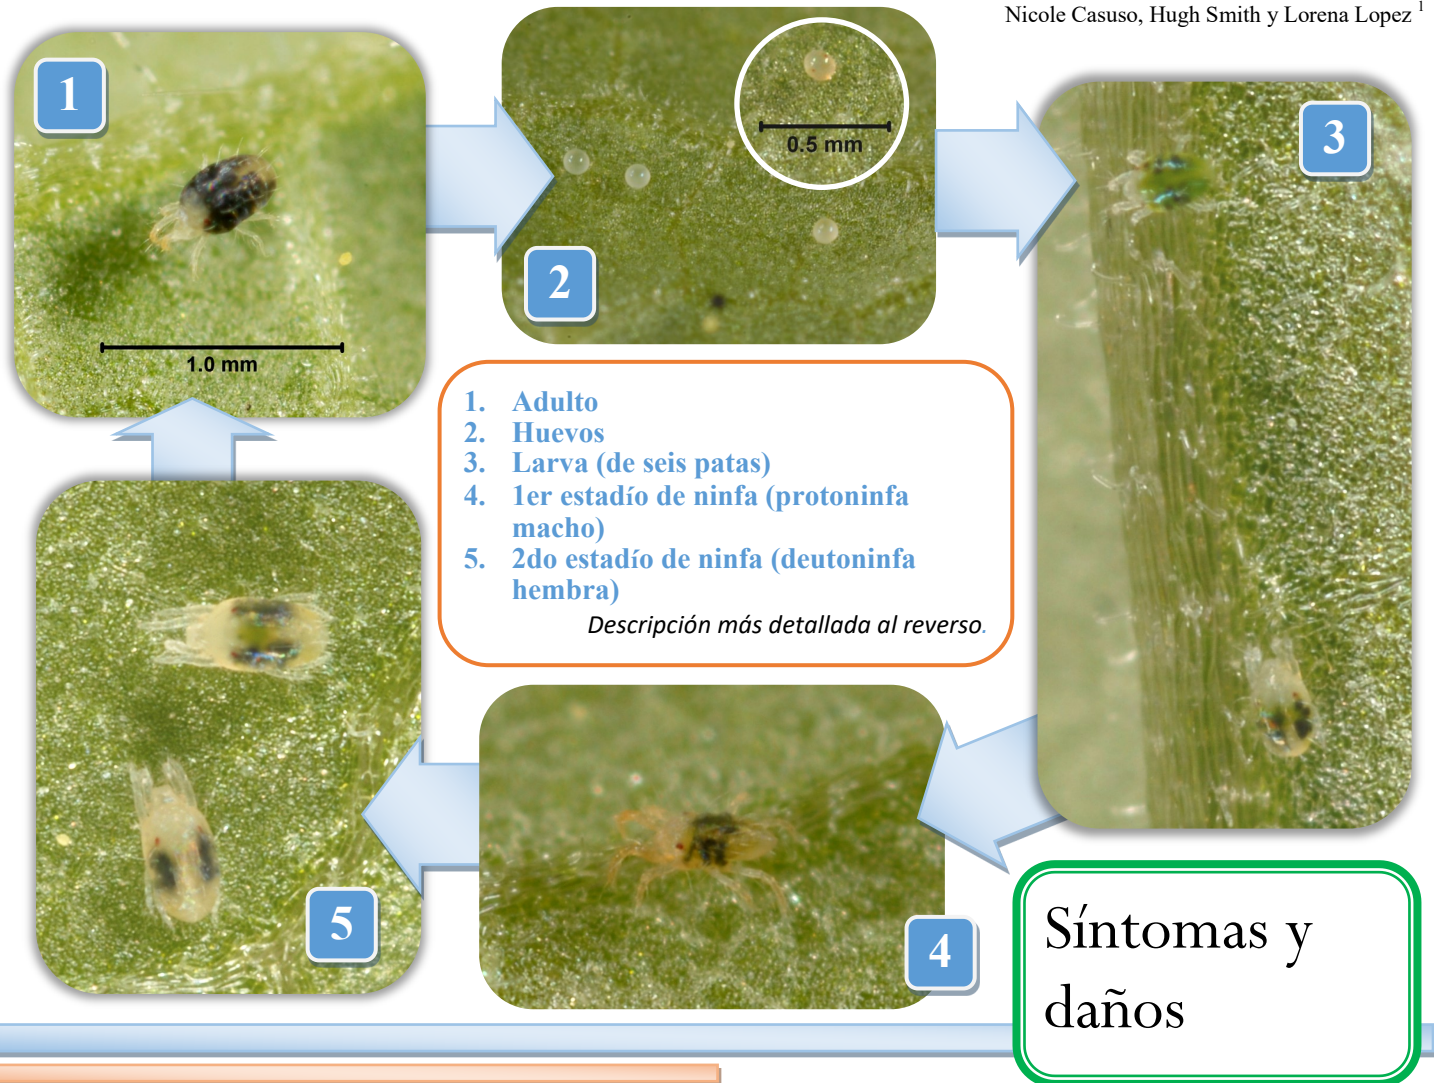 Nicole Casuso, Hugh Smith y Lorena Lopez 1
1
1.0 mm
2
0.5 mm
3
1. Adulto
2. Huevos
3. Larva (de seis patas)
4. 1er estadío de ninfa (protoninfa
macho)
5. 2do estadío de ninfa (deutoninfa
hembra)
Descripción más detallada al reverso.
4
5
Síntomas y
daños